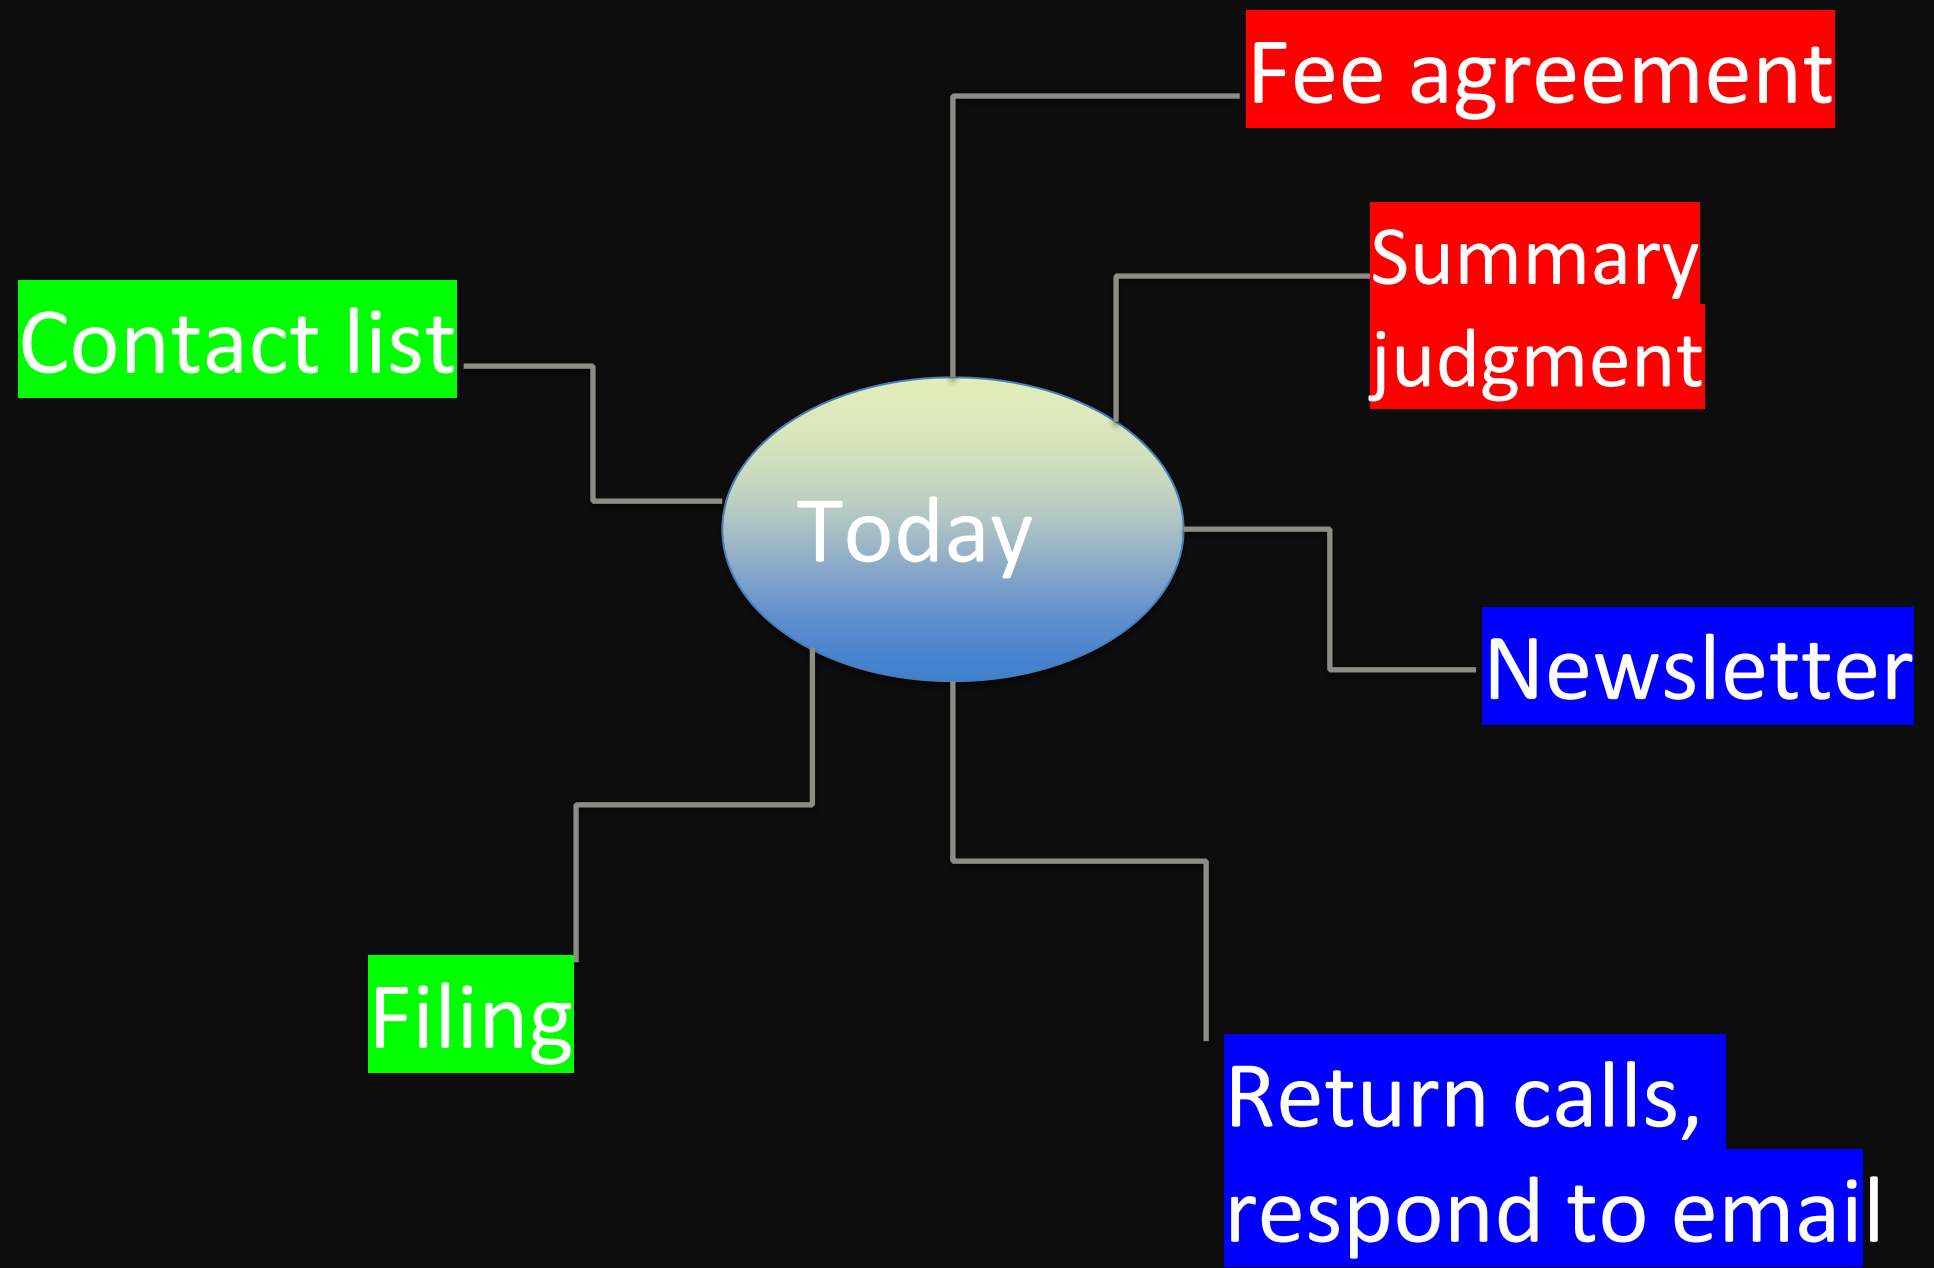 Fee agreement
Summary
judgment
Contact list
Today
Newsletter
Filing
Return calls,
respond to email